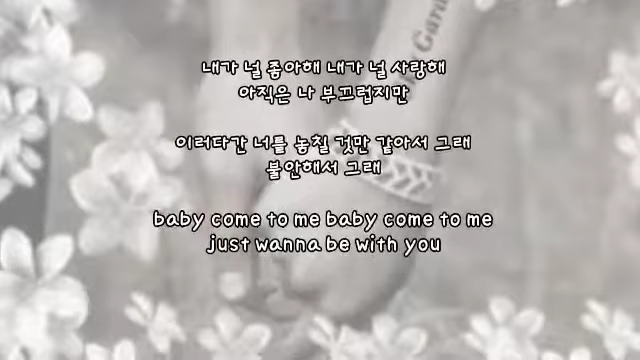 내가 널 좋아해 내가 널 사랑해
아직은 나 부끄럽지만
이러다간 너를 놓칠 것만 같아서 그래
불안해서 그래
baby come to me baby come to me
just wanna be with you